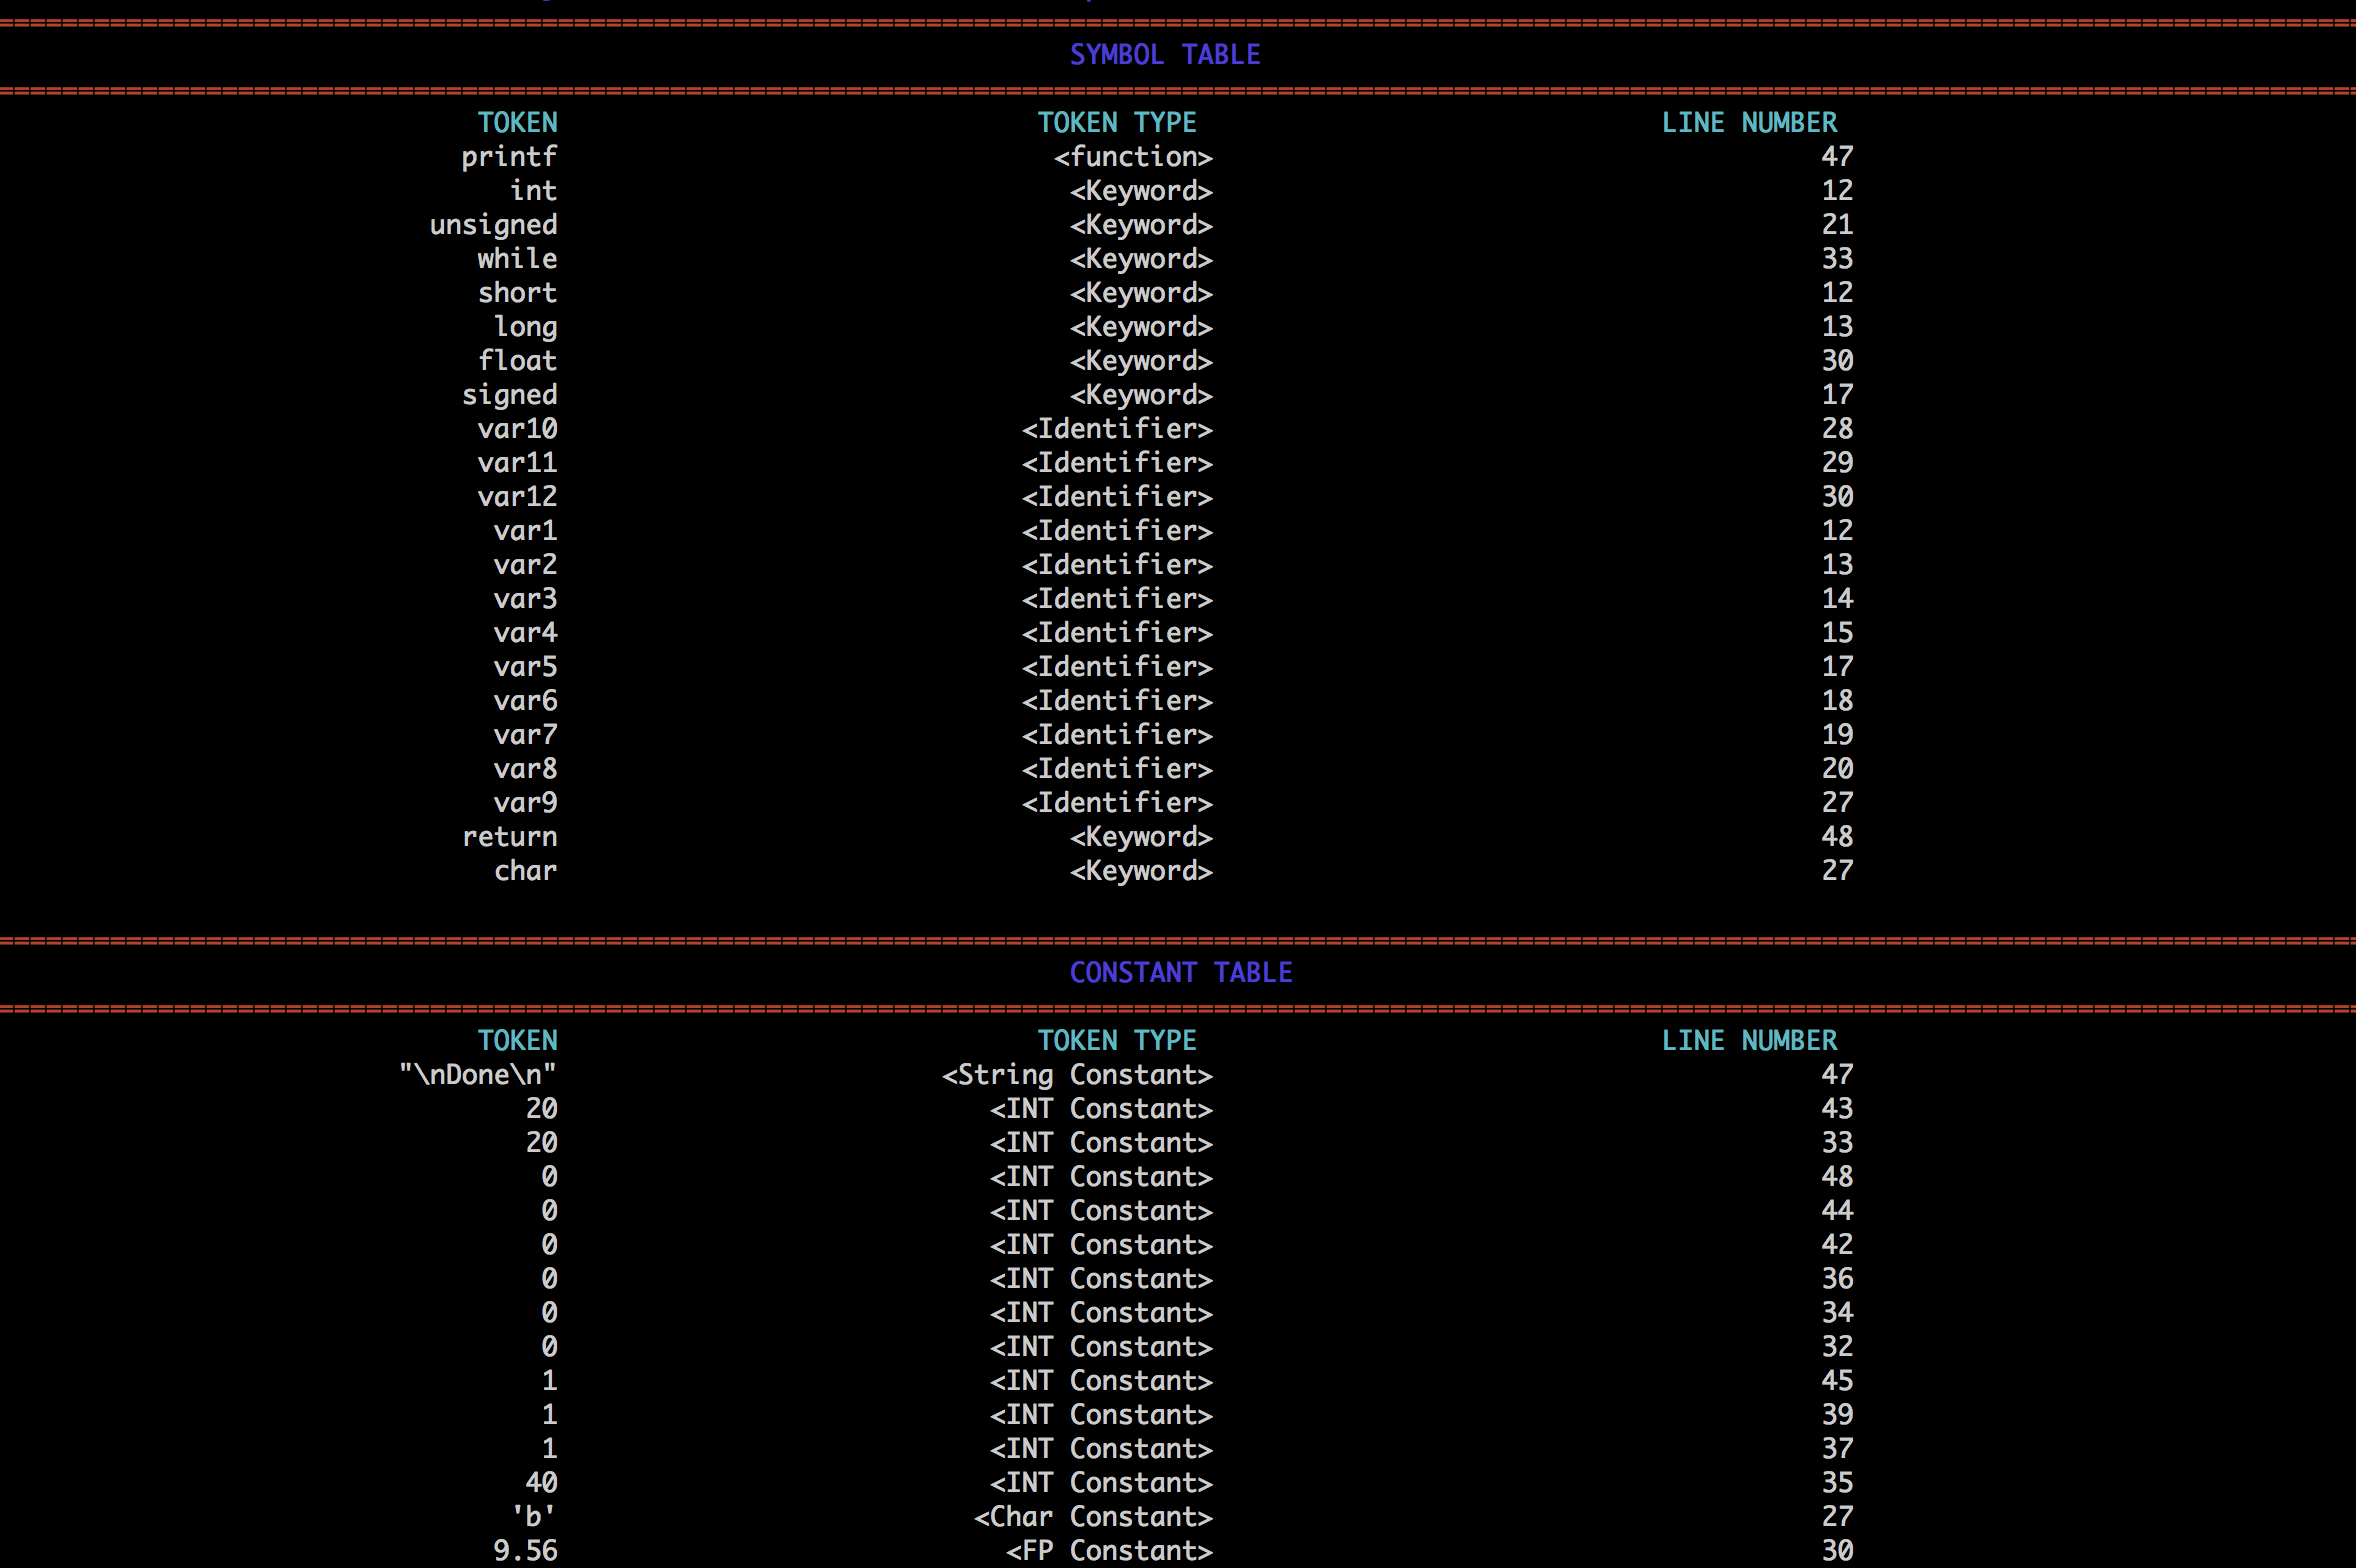 SYMBOL TABLE
TOKEN TOKEN TYPE LINE NUMBER
printf <function> 47
int <Keyword> 12
unsigned <Keyword> 21
while <Keyword> 33
short <Keyword> 12
long <Keyword> 13
float <Keyword> 30
signed <Keyword> 17
var10 <Identifier> 28
var11 <Identifier> 29
var12 <Identifier> 30
var1 <Identifier> 12
var2 <Identifier> 13
var3 <Identifier> 14
var4 <Identifier> 15
var5 <Identifier> 17
var6 <Identifier> 18
var7 <Identifier> 19
var8 <Identifier> 20
var9 <Identifier> 27
return <Keyword> 48
char <Keyword> 27
CONSTANT TABLE
TOKEN TOKEN TYPE LINE NUMBER
"\nDone\n" <String Constant> 47
20 <INT Constant> 43
20 <INT Constant> 33
0 <INT Constant> 48
0 <INT Constant> 44
0 <INT Constant> 42
0 <INT Constant> 36
0 <INT Constant> 34
0 <INT Constant> 32
1 <INT Constant> 45
1 <INT Constant> 39
1 <INT Constant> 37
40 <INT Constant> 35
'b' <Char Constant> 27
9.56 <FP Constant> 30